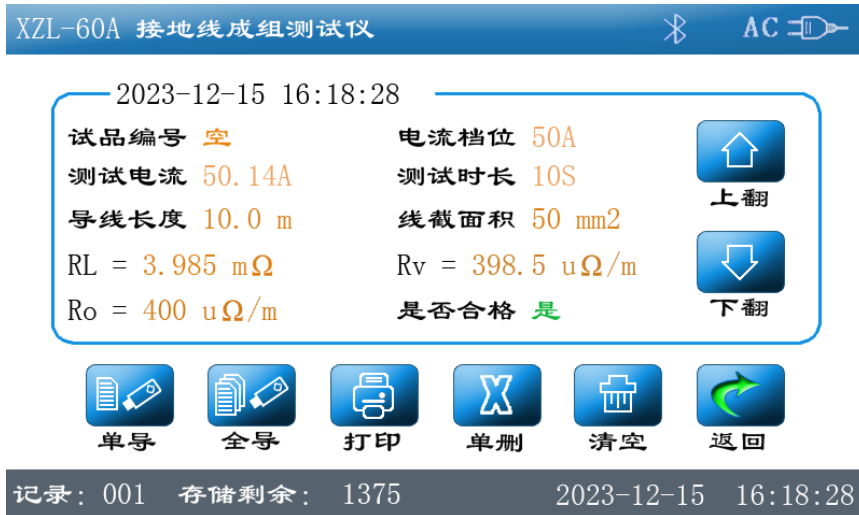 XZL-60A 接地线成组测试仪 AC
2023-12-15 16:18:28
试品编号 空 电流档位 50A
测试电流 50.14A 测试时长 10S
上翻
导线长度 10.0 m 线截面积 50 mm2
RL = 3.985 mΩ Rv = 398.5 uΩ/m
Ro = 400 uΩ/m 是否合格 是 下翻
单导 全导 打印 单删 清空 返回
记录: 001 存储剩余: 1375 2023-12-15 16:18:28